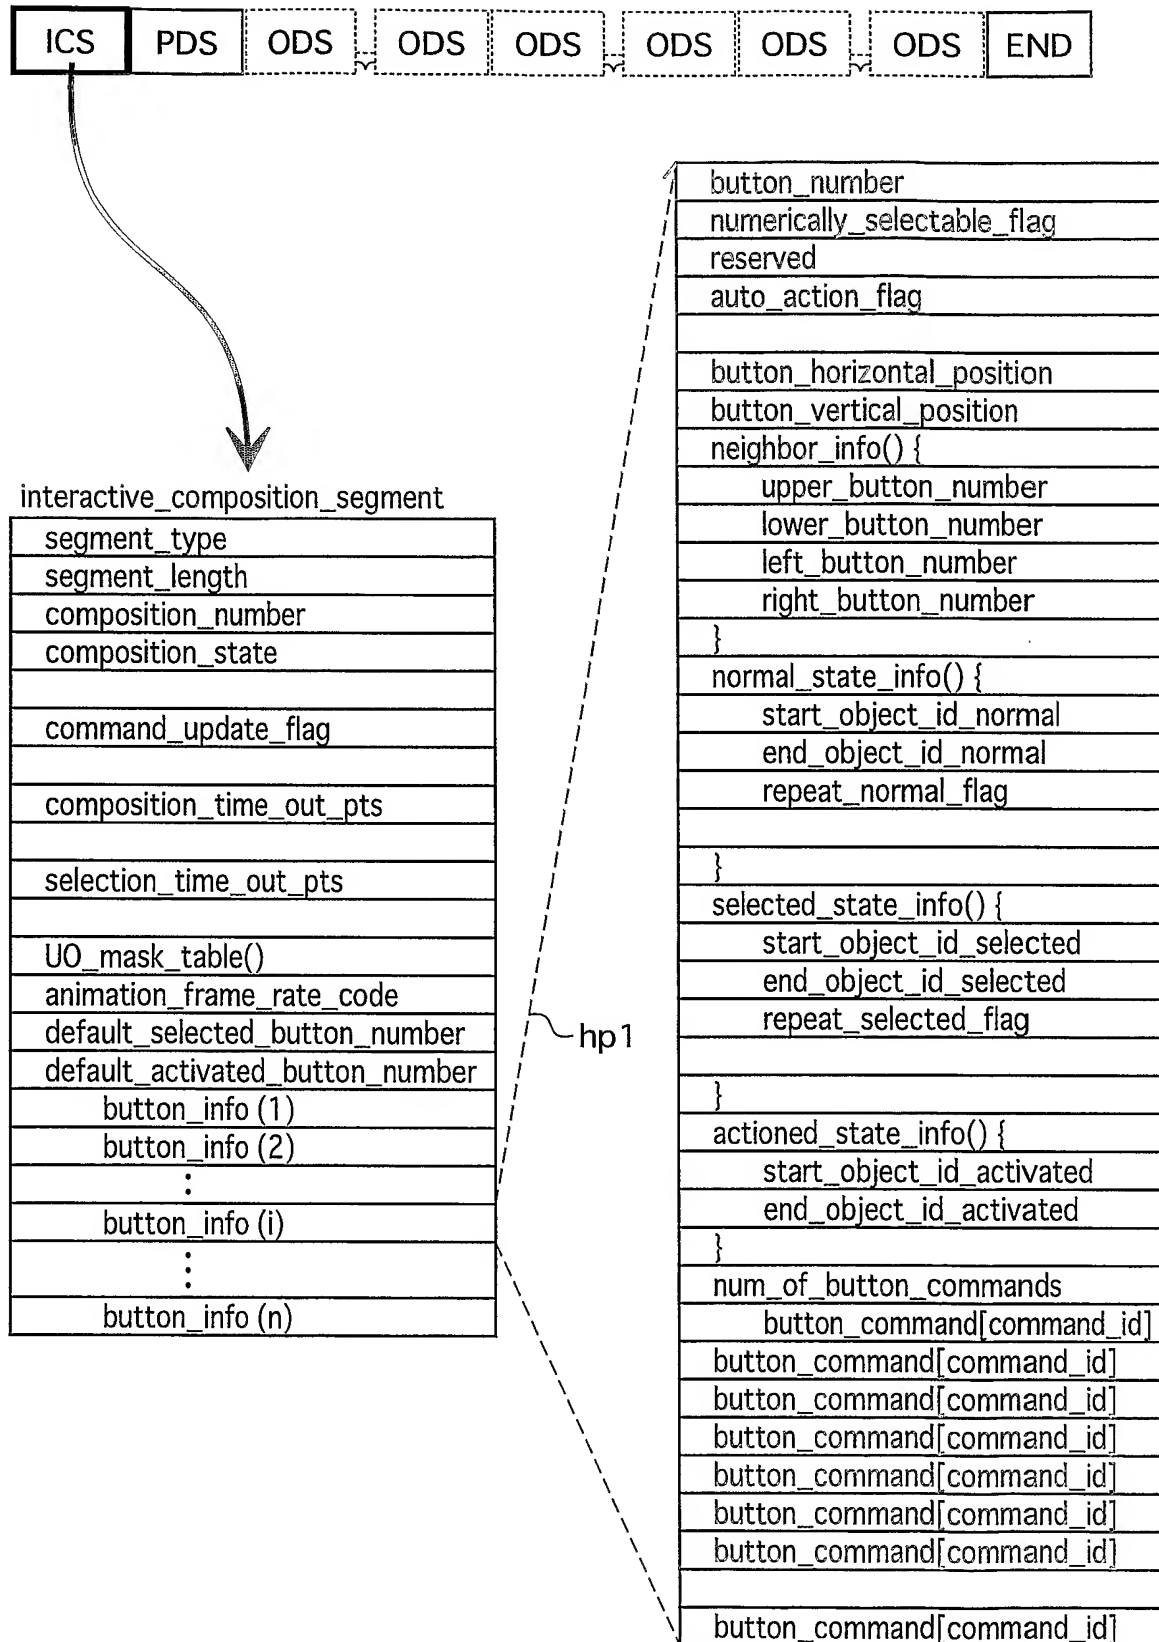 ICS PDS ODS ODS ODS ODS ODS ODS END
interactive_composition_segment
segment_type
segment_length
composition_number
composition_state
command_update_flag
composition_time_out_pts
selection_time_out_pts
UO_mask_table()
animation_frame_rate_code
default_selected_button_number
default_activated_button_number
button_info (1)
button_info (2)
⋮
button_info (i)
⋮
button_info (n)
hp1
button_number
numerically_selectable_flag
reserved
auto_action_flag
button_horizontal_position
button_vertical_position
neighbor_info() {
upper_button_number
lower_button_number
left_button_number
right_button_number
}
normal_state_info() {
start_object_id_normal
end_object_id_normal
repeat_normal_flag
}
selected_state_info() {
start_object_id_selected
end_object_id_selected
repeat_selected_flag
}
actioned_state_info() {
start_object_id_activated
end_object_id_activated
}
num_of_button_commands
button_command[command_id]
button_command[command_id]
button_command[command_id]
button_command[command_id]
button_command[command_id]
button_command[command_id]
button_command[command_id]
button_command[command_id]